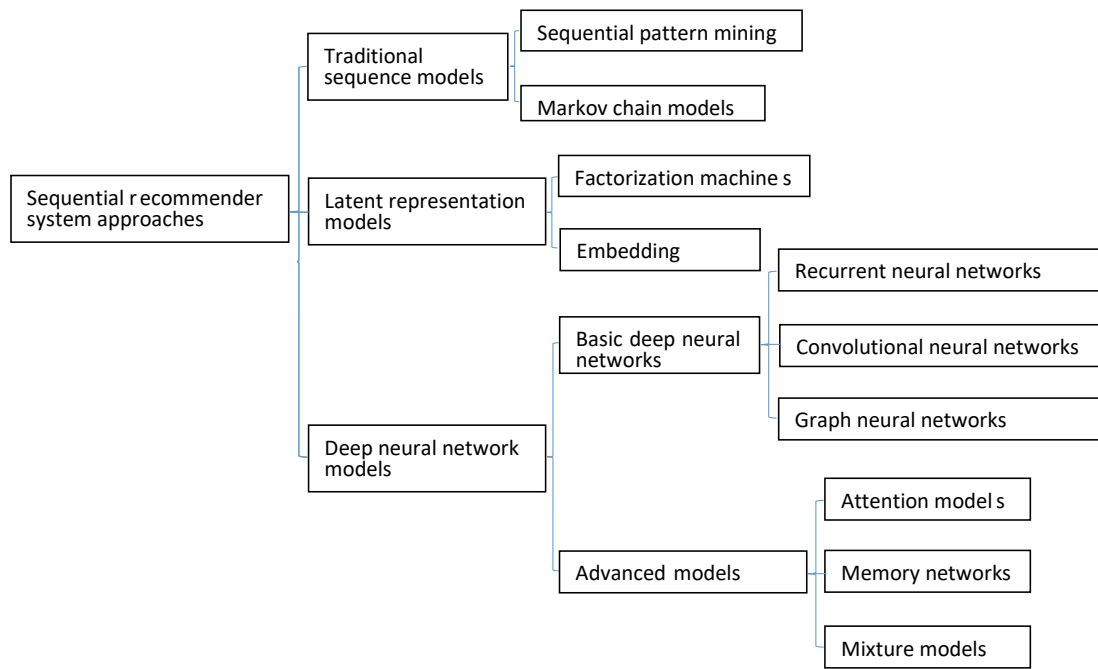 Sequential pattern mining
Traditional
sequence models
Markov chain models
Factorization machine s
Sequential r ecommender
system approaches
Latent representation
models
Embedding
Recurrent neural networks
Basic deep neural
networks
Convolutional neural networks
Graph neural networks
Deep neural network
models
Attention model s
Advanced models
Memory networks
Mixture models